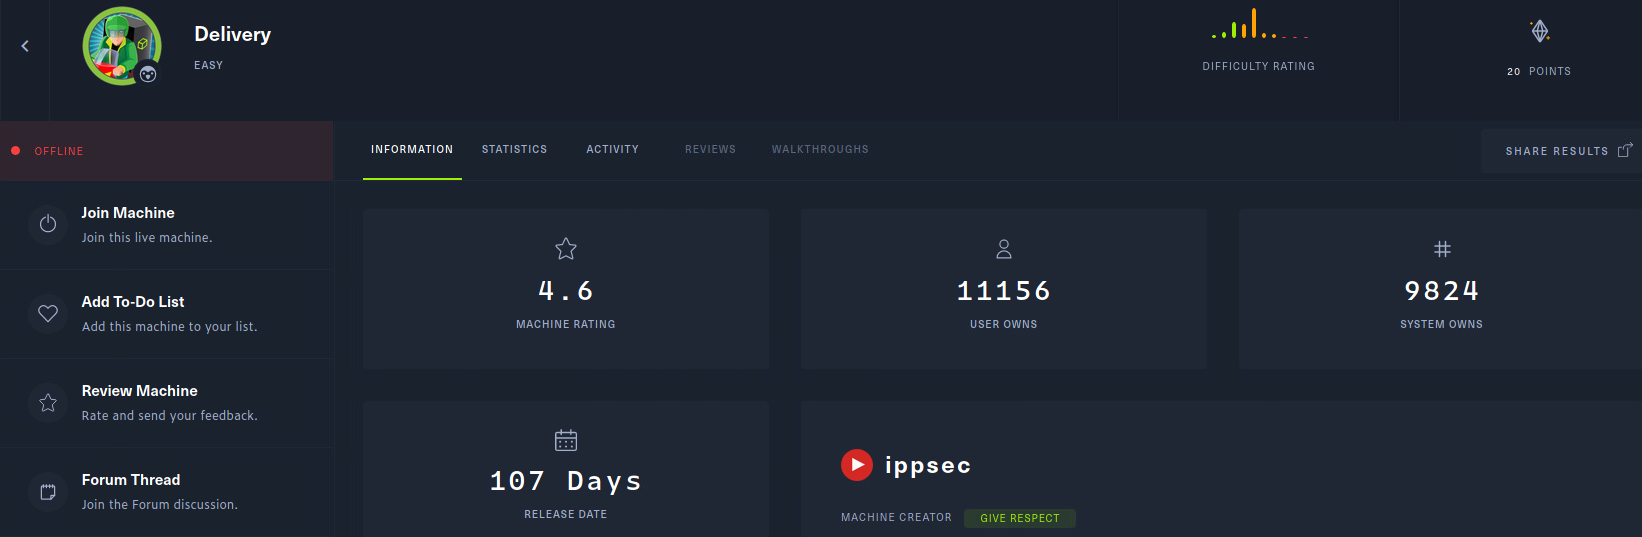 Delivery
EASY
DIFFICULTY RATING
20 POINTS
OFFLINE
INFORMATION STATISTICS ACTIVITY REVIEWS WALKTHROUGHS
SHARE RESULTS
Join Machine
Join this live machine.
Add To-Do List
Add this machine to your list.
Review Machine
Rate and send your feedback.
Forum Thread
Join the Forum discussion.
4.6
MACHINE RATING
11156
USER OWNS
9824
SYSTEM OWNS
107 Days
RELEASE DATE
ippsec
MACHINE CREATOR GIVE RESPECT